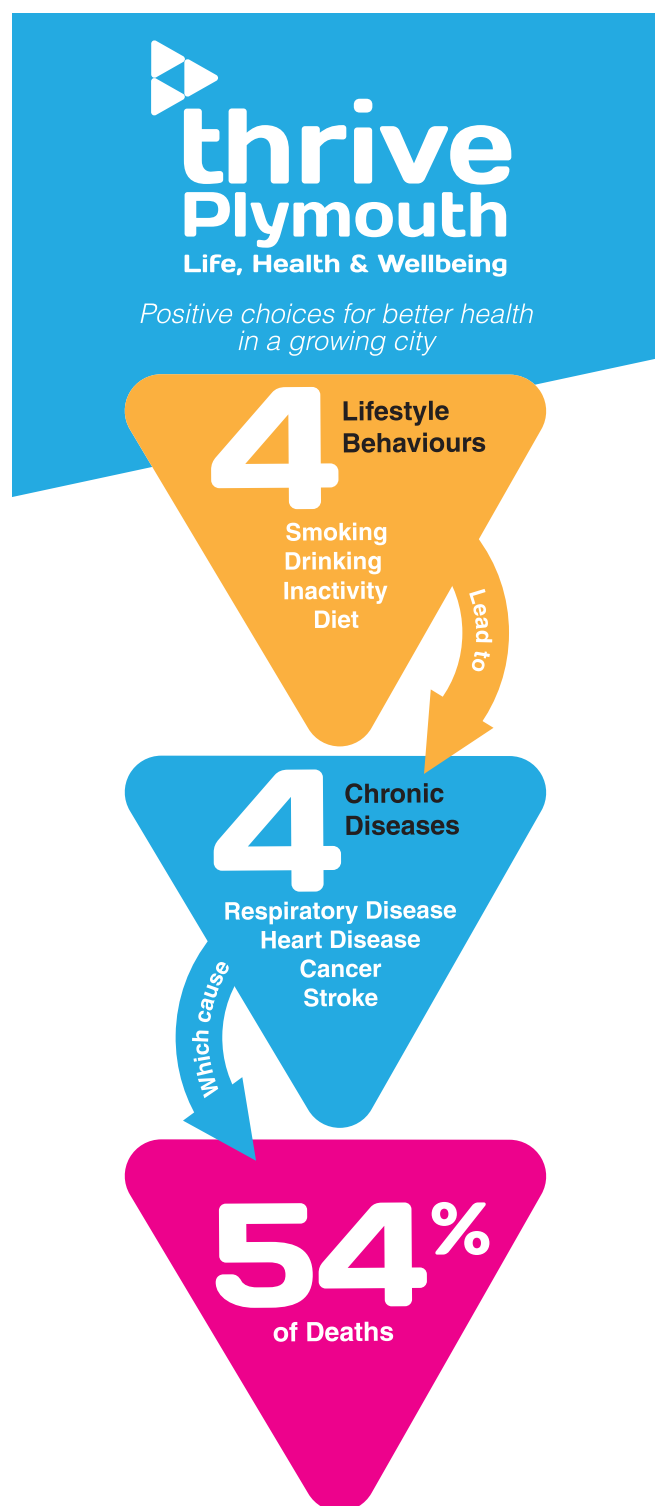 thrive
Plymouth
Life, Health & Wellbeing
Positive choices for better health
in a growing city
4 Lifestyle
Behaviours
Smoking
Drinking
Inactivity
Diet
Lead to
4 Chronic
Diseases
Respiratory Disease
Heart Disease
Cancer
Stroke
Which cause
54%
of Deaths